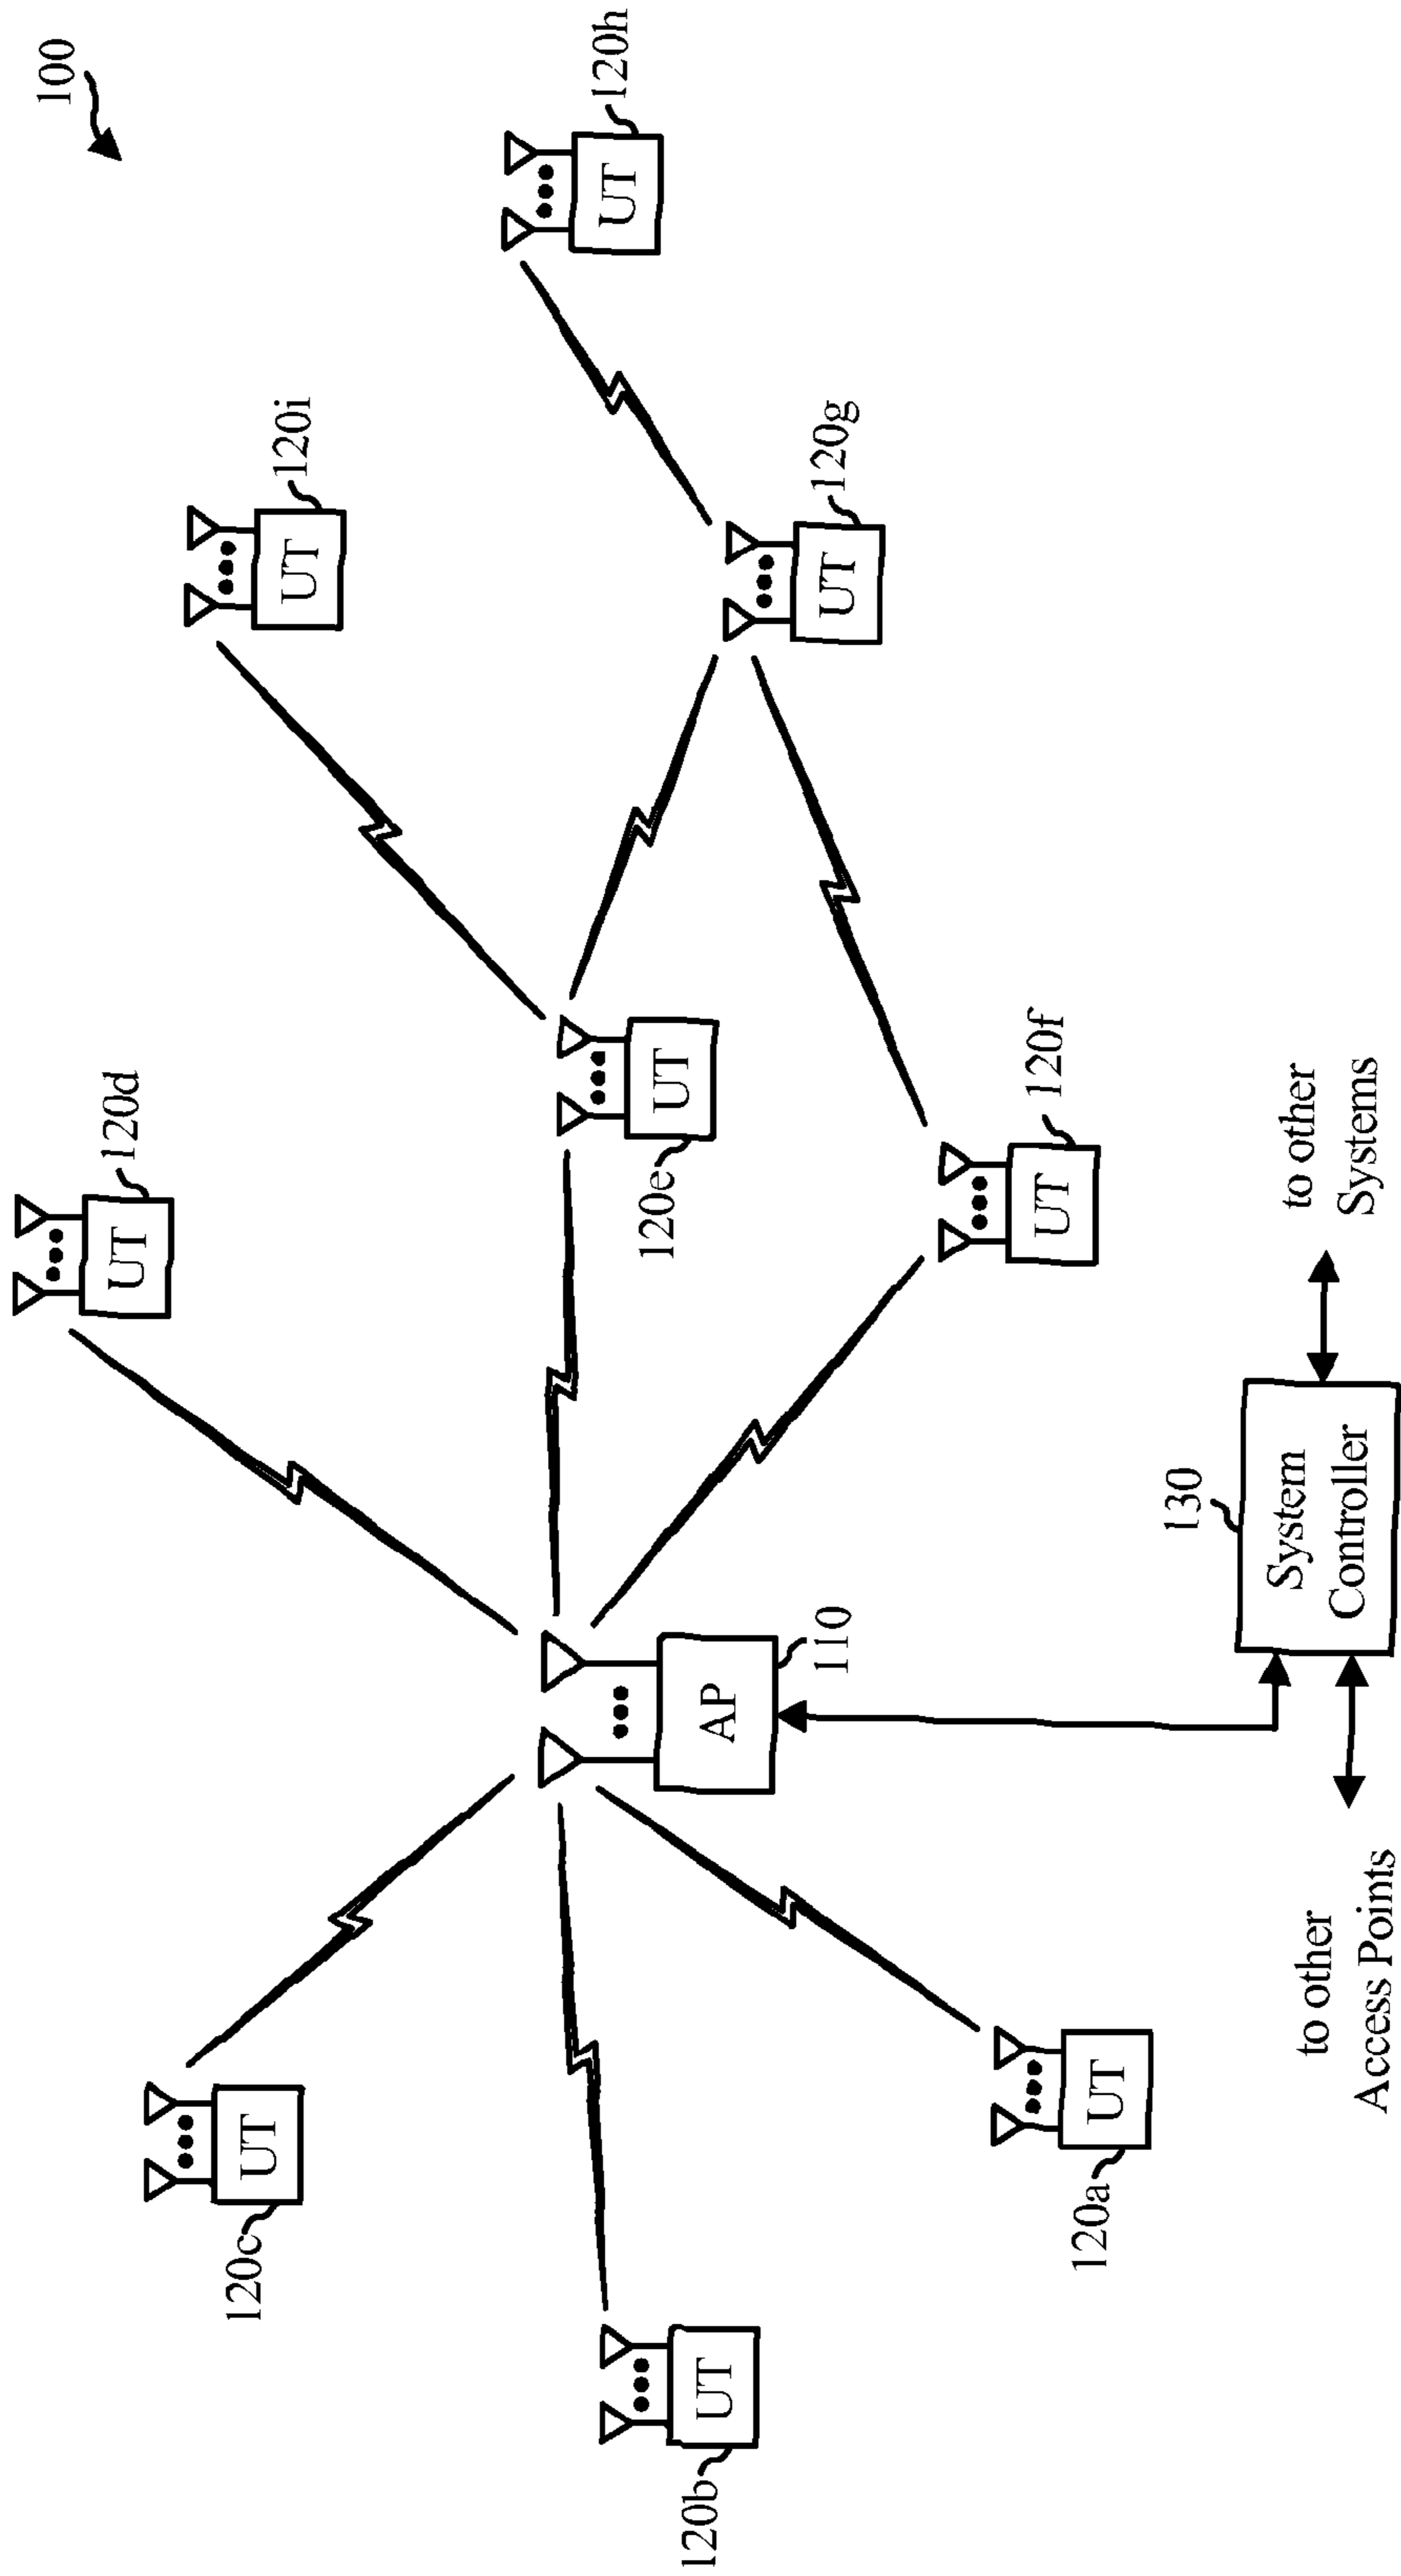 100
120d
UT
120i
UT
120c
UT
120h
UT
120e
UT
120b
UT
AP
110
120g
UT
120f
UT
120a
UT
130
System
Controller
to other
Systems
to other
Access Points